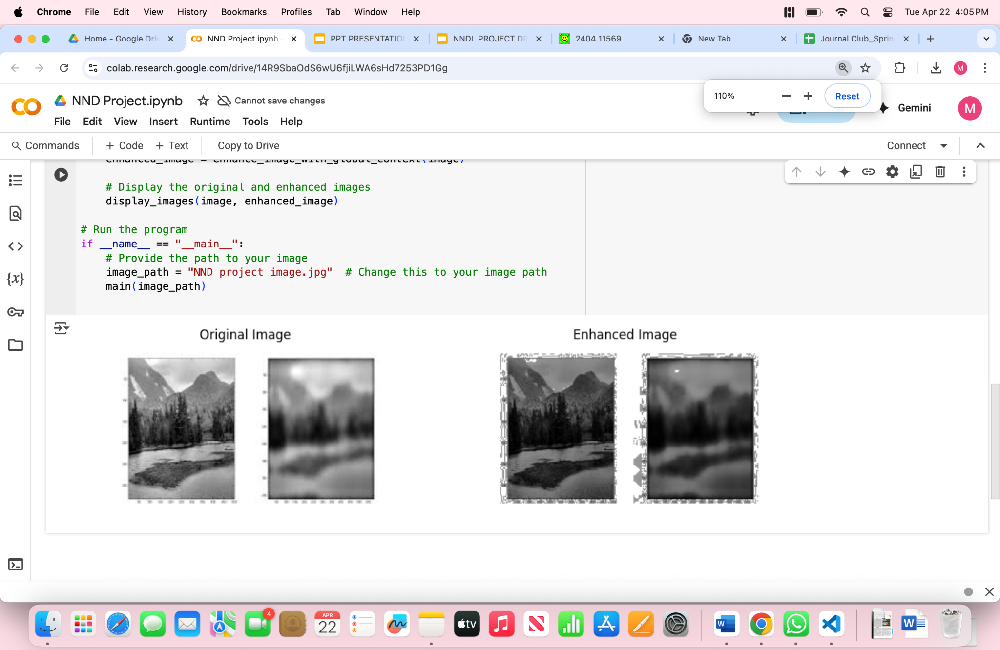 Chrome File Edit View History Bookmarks Profiles Tab Window Help Tue Apr 22 4:05 PM
Home - Google Driv NND Project.ipynb PPT PRESENTATIO NNDL PROJECT DR 2404.11569 New Tab Journal Club_Sprin
colab.research.google.com/drive/14R9SbaOdS6wU6fjiLWA6sHd7253PD1Gg M
110% Reset
NND Project.ipynb Cannot save changes Gemini M
File Edit View Insert Runtime Tools Help
Commands + Code + Text Copy to Drive Connect
enhanced_image = enhance_image_with_global_context(image)
# Display the original and enhanced images
display_images(image, enhanced_image)
# Run the program
if __name__ == "__main__":
# Provide the path to your image
image_path = "NND project image.jpg" # Change this to your image path
main(image_path)
Original Image Enhanced Image
4
APR
22
tv
W
W